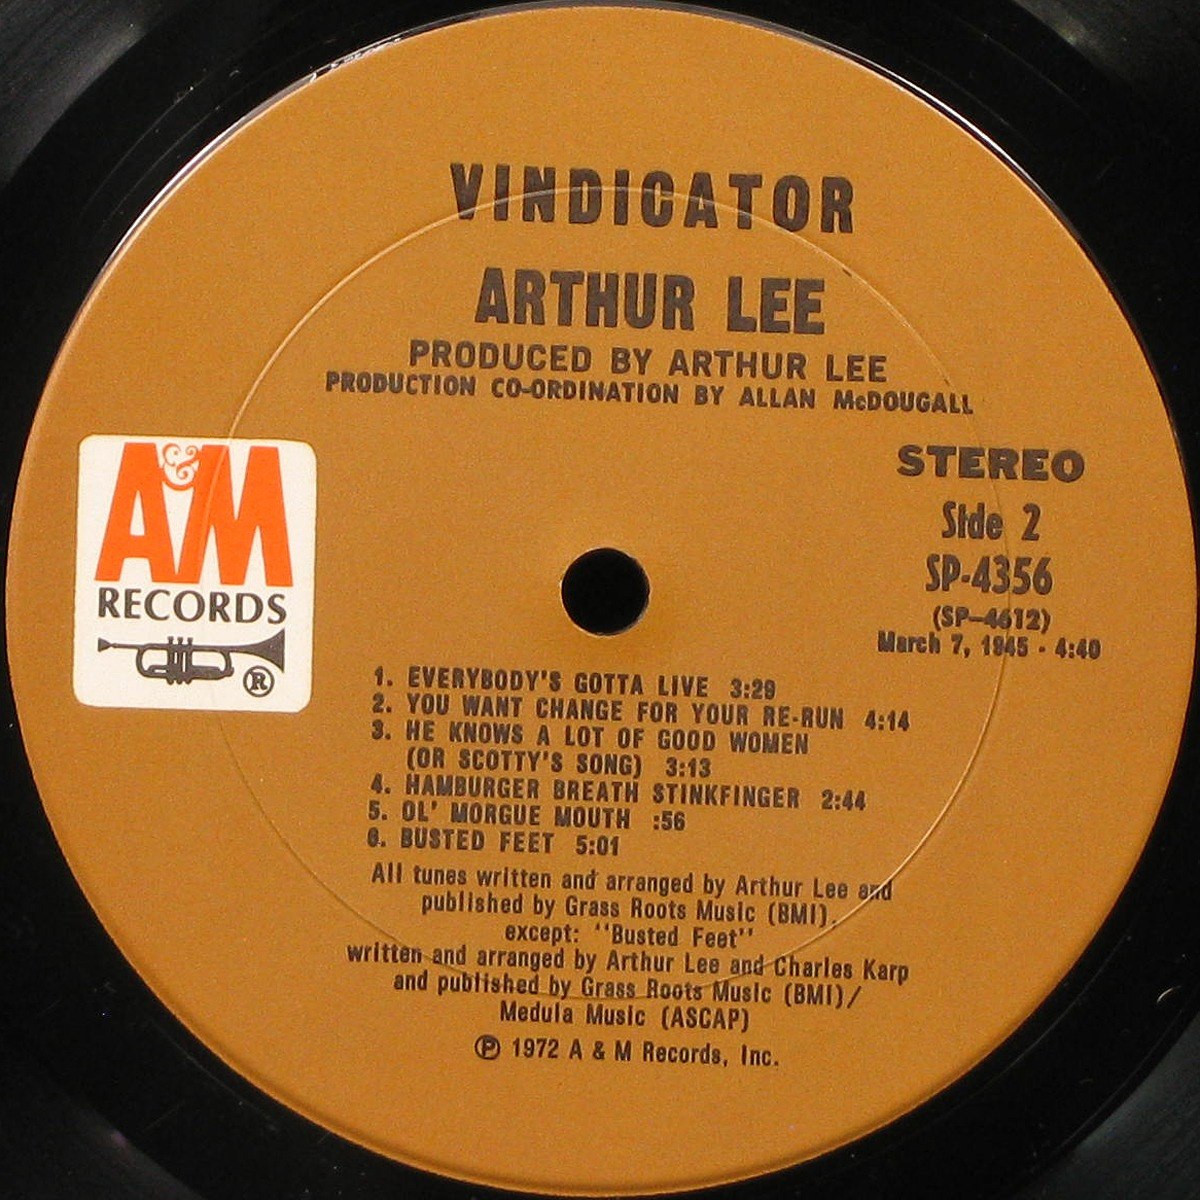 VINDICATOR
ARTHUR LEE
PRODUCED BY ARTHUR LEE
PRODUCTION CO-ORDINATION BY ALLAN McDOUGALL
A&M
RECORDS
®
STEREO
Side 2
SP-4356
(SP-4612)
March 7, 1945 - 4:40
1. EVERYBODY'S GOTTA LIVE 3:29
2. YOU WANT CHANGE FOR YOUR RE-RUN 4:14
3. HE KNOWS A LOT OF GOOD WOMEN
(OR SCOTTY'S SONG) 3:13
4. HAMBURGER BREATH STINKFINGER 2:44
5. OL' MORGUE MOUTH :56
6. BUSTED FEET 5:01
All tunes written and arranged by Arthur Lee and
published by Grass Roots Music (BMI).
except: "Busted Feet"
written and arranged by Arthur Lee and Charles Karp
and published by Grass Roots Music (BMI)/
Medula Music (ASCAP)
℗ 1972 A & M Records, Inc.